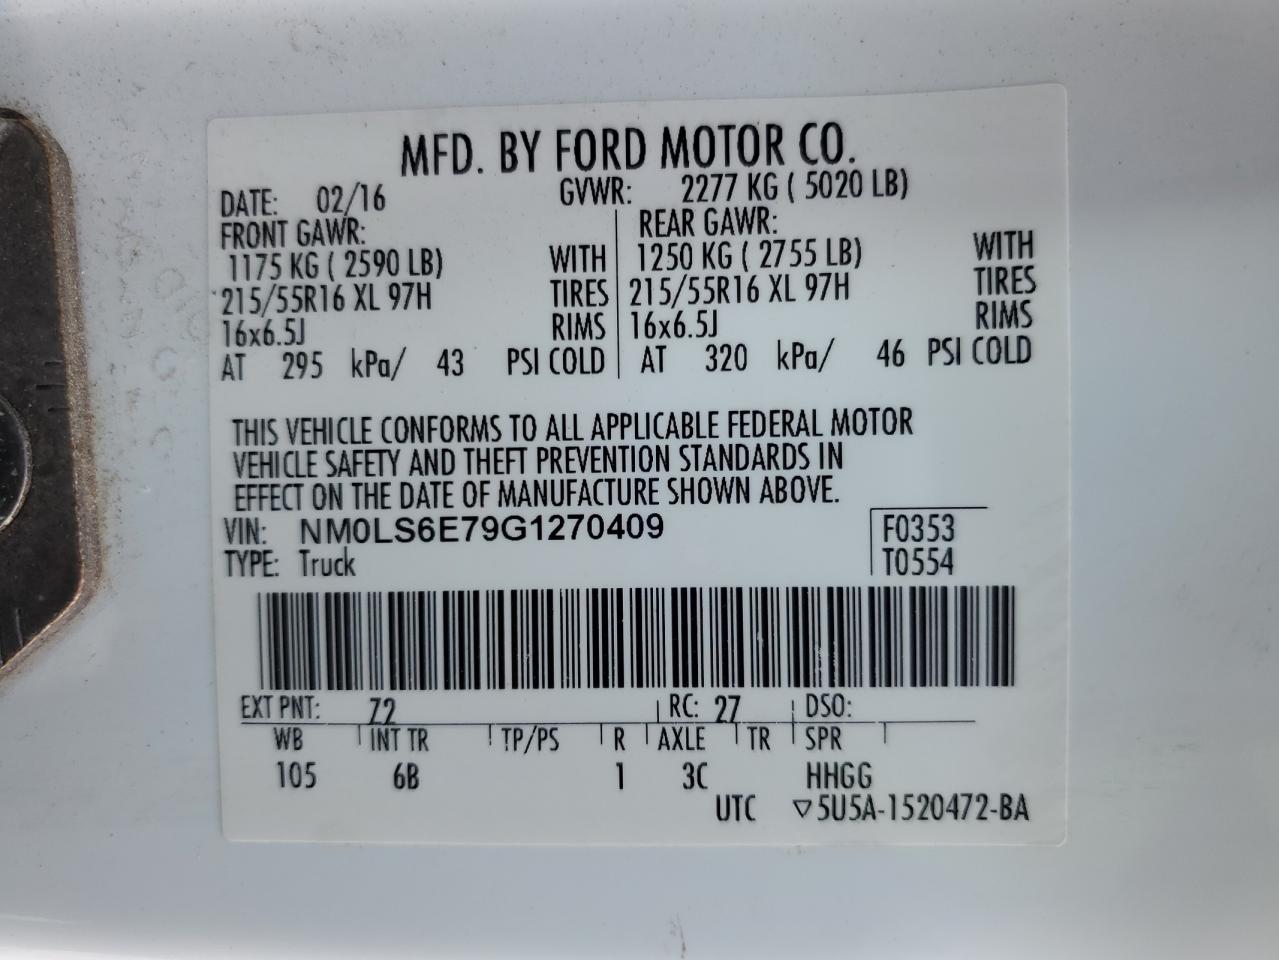 MFD. BY FORD MOTOR CO.
DATE: 02/16 GVWR: 2277 KG ( 5020 LB)
FRONT GAWR: REAR GAWR:
1175 KG ( 2590 LB) WITH 1250 KG ( 2755 LB) WITH
215/55R16 XL 97H TIRES 215/55R16 XL 97H TIRES
16x6.5J RIMS 16x6.5J RIMS
AT 295 kPa/ 43 PSI COLD AT 320 kPa/ 46 PSI COLD
THIS VEHICLE CONFORMS TO ALL APPLICABLE FEDERAL MOTOR
VEHICLE SAFETY AND THEFT PREVENTION STANDARDS IN
EFFECT ON THE DATE OF MANUFACTURE SHOWN ABOVE.
VIN: NM0LS6E79G1270409 F0353
TYPE: Truck T0554
EXT PNT: Z2 RC: 27 DSO:
WB INT TR TP/PS R AXLE TR SPR
105 6B 1 3C HHGG
UTC ▽5U5A-1520472-BA